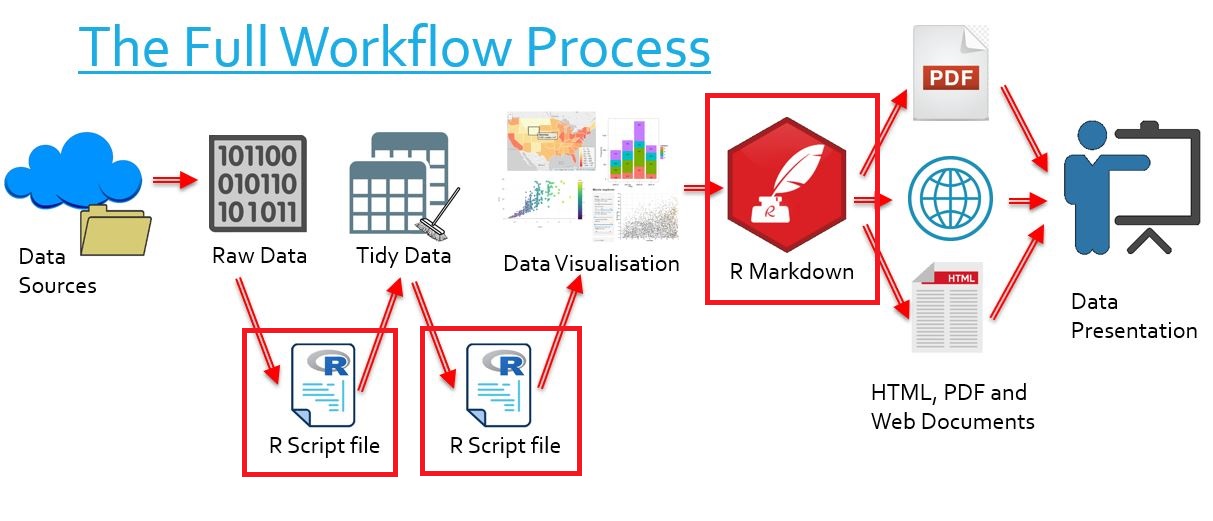 The Full Workflow Process
PDF
101100
010110
101011
Data
Sources
Raw Data
Tidy Data
Data Visualisation
R
R Markdown
HTML
Data
Presentation
R
R Script file
R
R Script file
HTML, PDF and
Web Documents